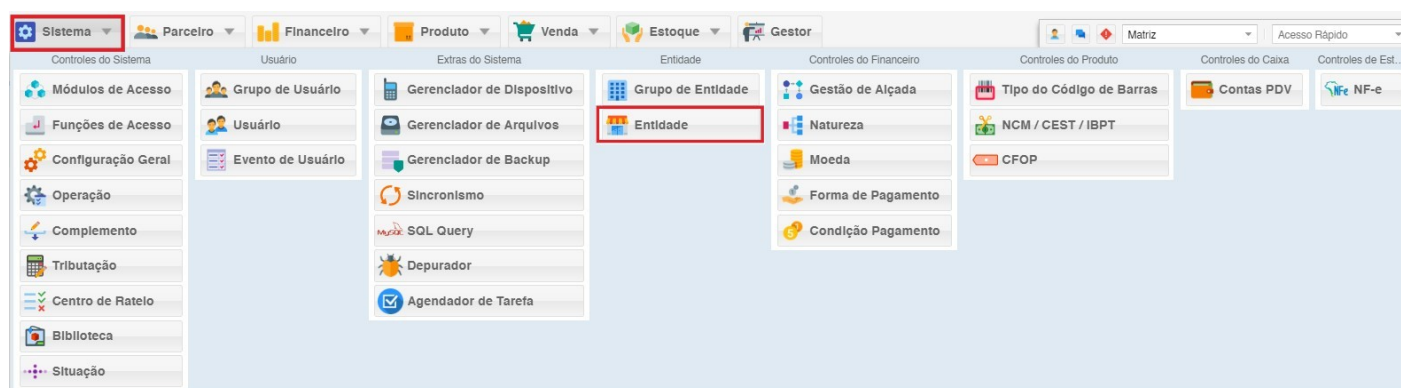 Sistema
Parceiro
Financeiro
Produto
Venda
Estoque
Gestor
Matriz
Acesso Rápido
Controles do Sistema
Usuário
Extras do Sistema
Entidade
Controles do Financeiro
Controles do Produto
Controles do Caixa
Controles de Est...
Módulos de Acesso
Grupo de Usuário
Gerenciador de Dispositivo
Grupo de Entidade
Gestão de Alçada
Tipo do Código de Barras
Contas PDV
NFe NF-e
Funções de Acesso
Usuário
Gerenciador de Arquivos
Entidade
Natureza
NCM / CEST / IBPT
Configuração Geral
Evento de Usuário
Gerenciador de Backup
Moeda
CFOP
Operação
Sincronismo
Forma de Pagamento
Complemento
MySQL SQL Query
Condição Pagamento
Tributação
Depurador
Centro de Rateio
Agendador de Tarefa
Biblioteca
Situação